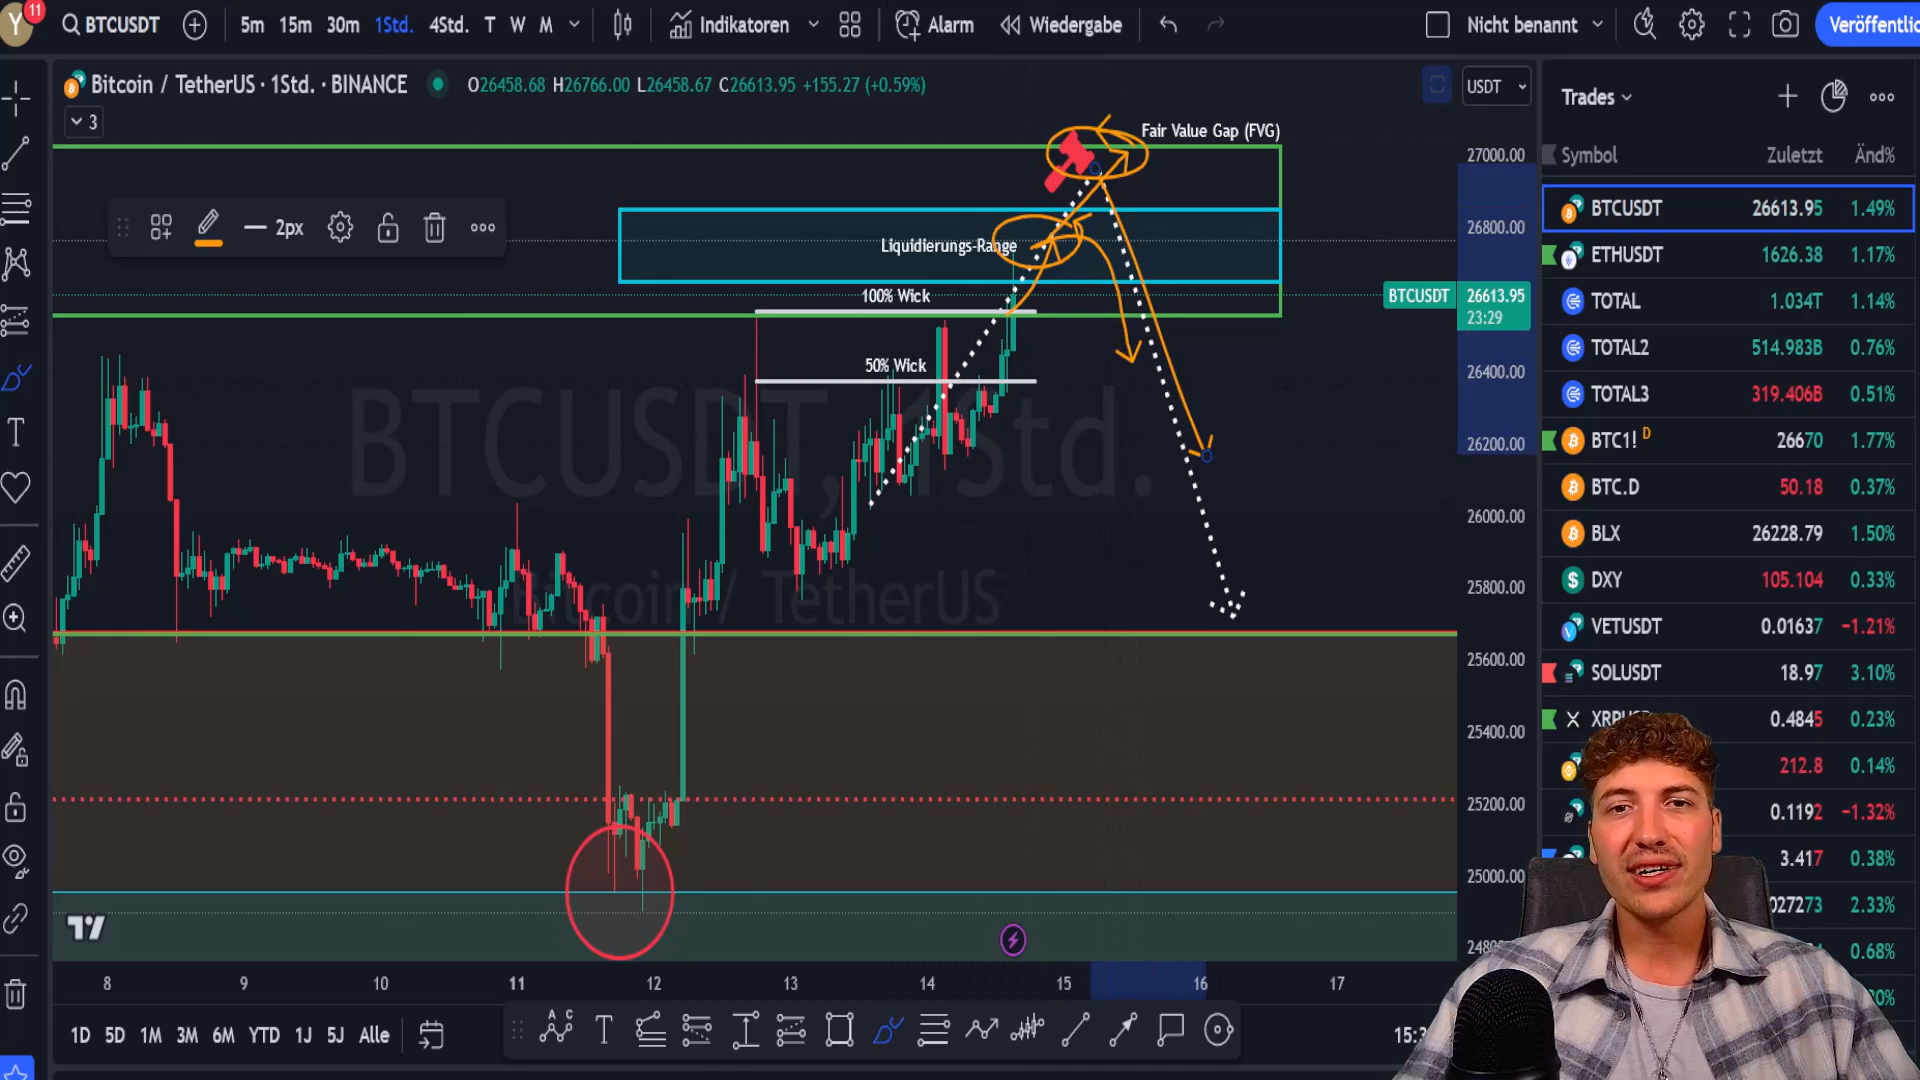 Y 11 BTCUSDT 5m 15m 30m 1Std. 4Std. T W M Indikatoren Alarm Wiedergabe Nicht benannt
Bitcoin / TetherUS · 1Std. · BINANCE O26458.68 H26766.00 L26458.67 C26613.95 +155.27 (+0.59%)
3
USDT
Trades
Symbol Zuletzt Änd%
BTCUSDT 26613.95 1.49%
ETHUSDT 1626.38 1.17%
TOTAL 1.034T 1.14%
TOTAL2 514.983B 0.76%
TOTAL3 319.406B 0.51%
BTC1! D 26670 1.77%
BTC.D 50.18 0.37%
BLX 26228.79 1.50%
DXY 105.104 0.33%
VETUSDT 0.01637 −1.21%
SOLUSDT 18.97 3.10%
0.4845 0.23%
212.8 0.14%
0.1192 −1.32%
3.417 0.38%
2.33%
0.68%
Fair Value Gap (FVG)
2px
Liquidierungs-Range
100% Wick
50% Wick
BTCUSDT, 1Std.
Bitcoin / TetherUS
27000.00
26800.00
BTCUSDT 26613.95
23:29
26400.00
26200.00
26000.00
25800.00
25600.00
25400.00
25200.00
25000.00
8 9 10 11 12 13 14 15 16 17
1D 5D 1M 3M 6M YTD 1J 5J Alle